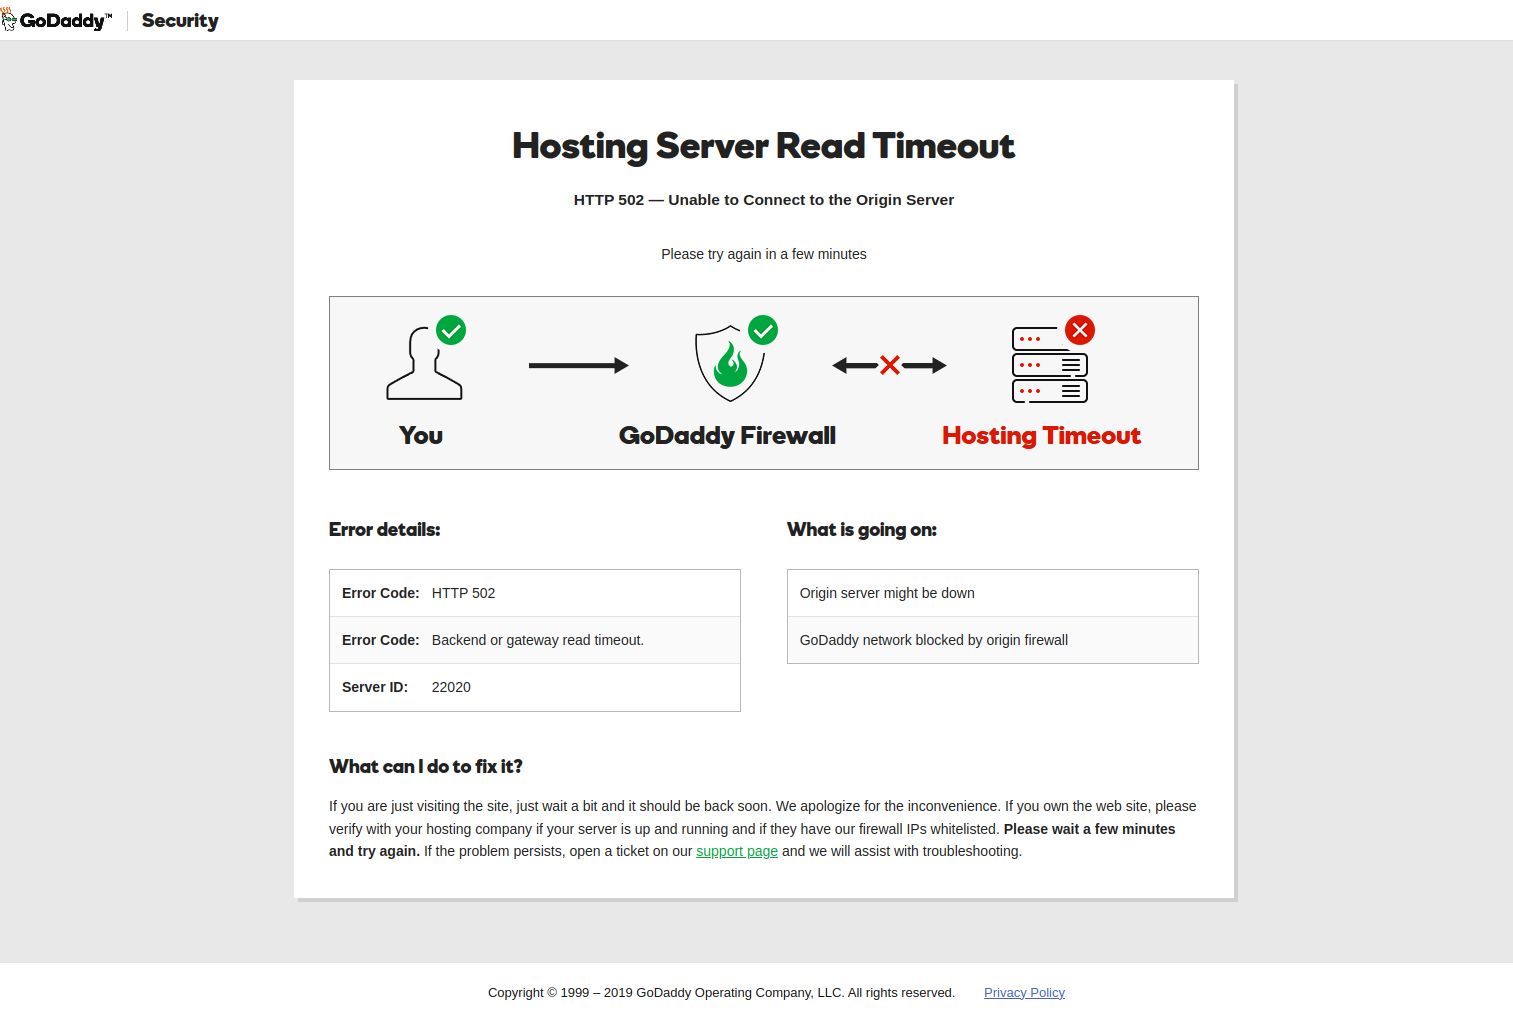 GoDaddy™ Security
Hosting Server Read Timeout
HTTP 502 — Unable to Connect to the Origin Server
Please try again in a few minutes
You
GoDaddy Firewall
Hosting Timeout
Error details:
Error Code: HTTP 502
Error Code: Backend or gateway read timeout.
Server ID: 22020
What is going on:
Origin server might be down
GoDaddy network blocked by origin firewall
What can I do to fix it?
If you are just visiting the site, just wait a bit and it should be back soon. We apologize for the inconvenience. If you own the web site, please
verify with your hosting company if your server is up and running and if they have our firewall IPs whitelisted. Please wait a few minutes
and try again. If the problem persists, open a ticket on our support page and we will assist with troubleshooting.
Copyright © 1999 – 2019 GoDaddy Operating Company, LLC. All rights reserved. Privacy Policy